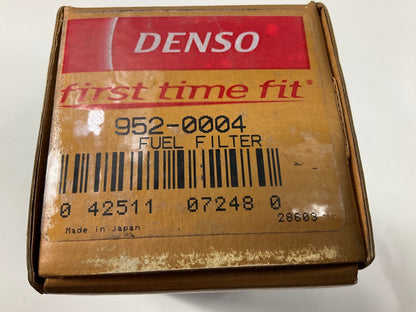 DENSO
first time fit®
952-0004
FUEL FILTER
0 42511 07248 0
28603
Made in Japan